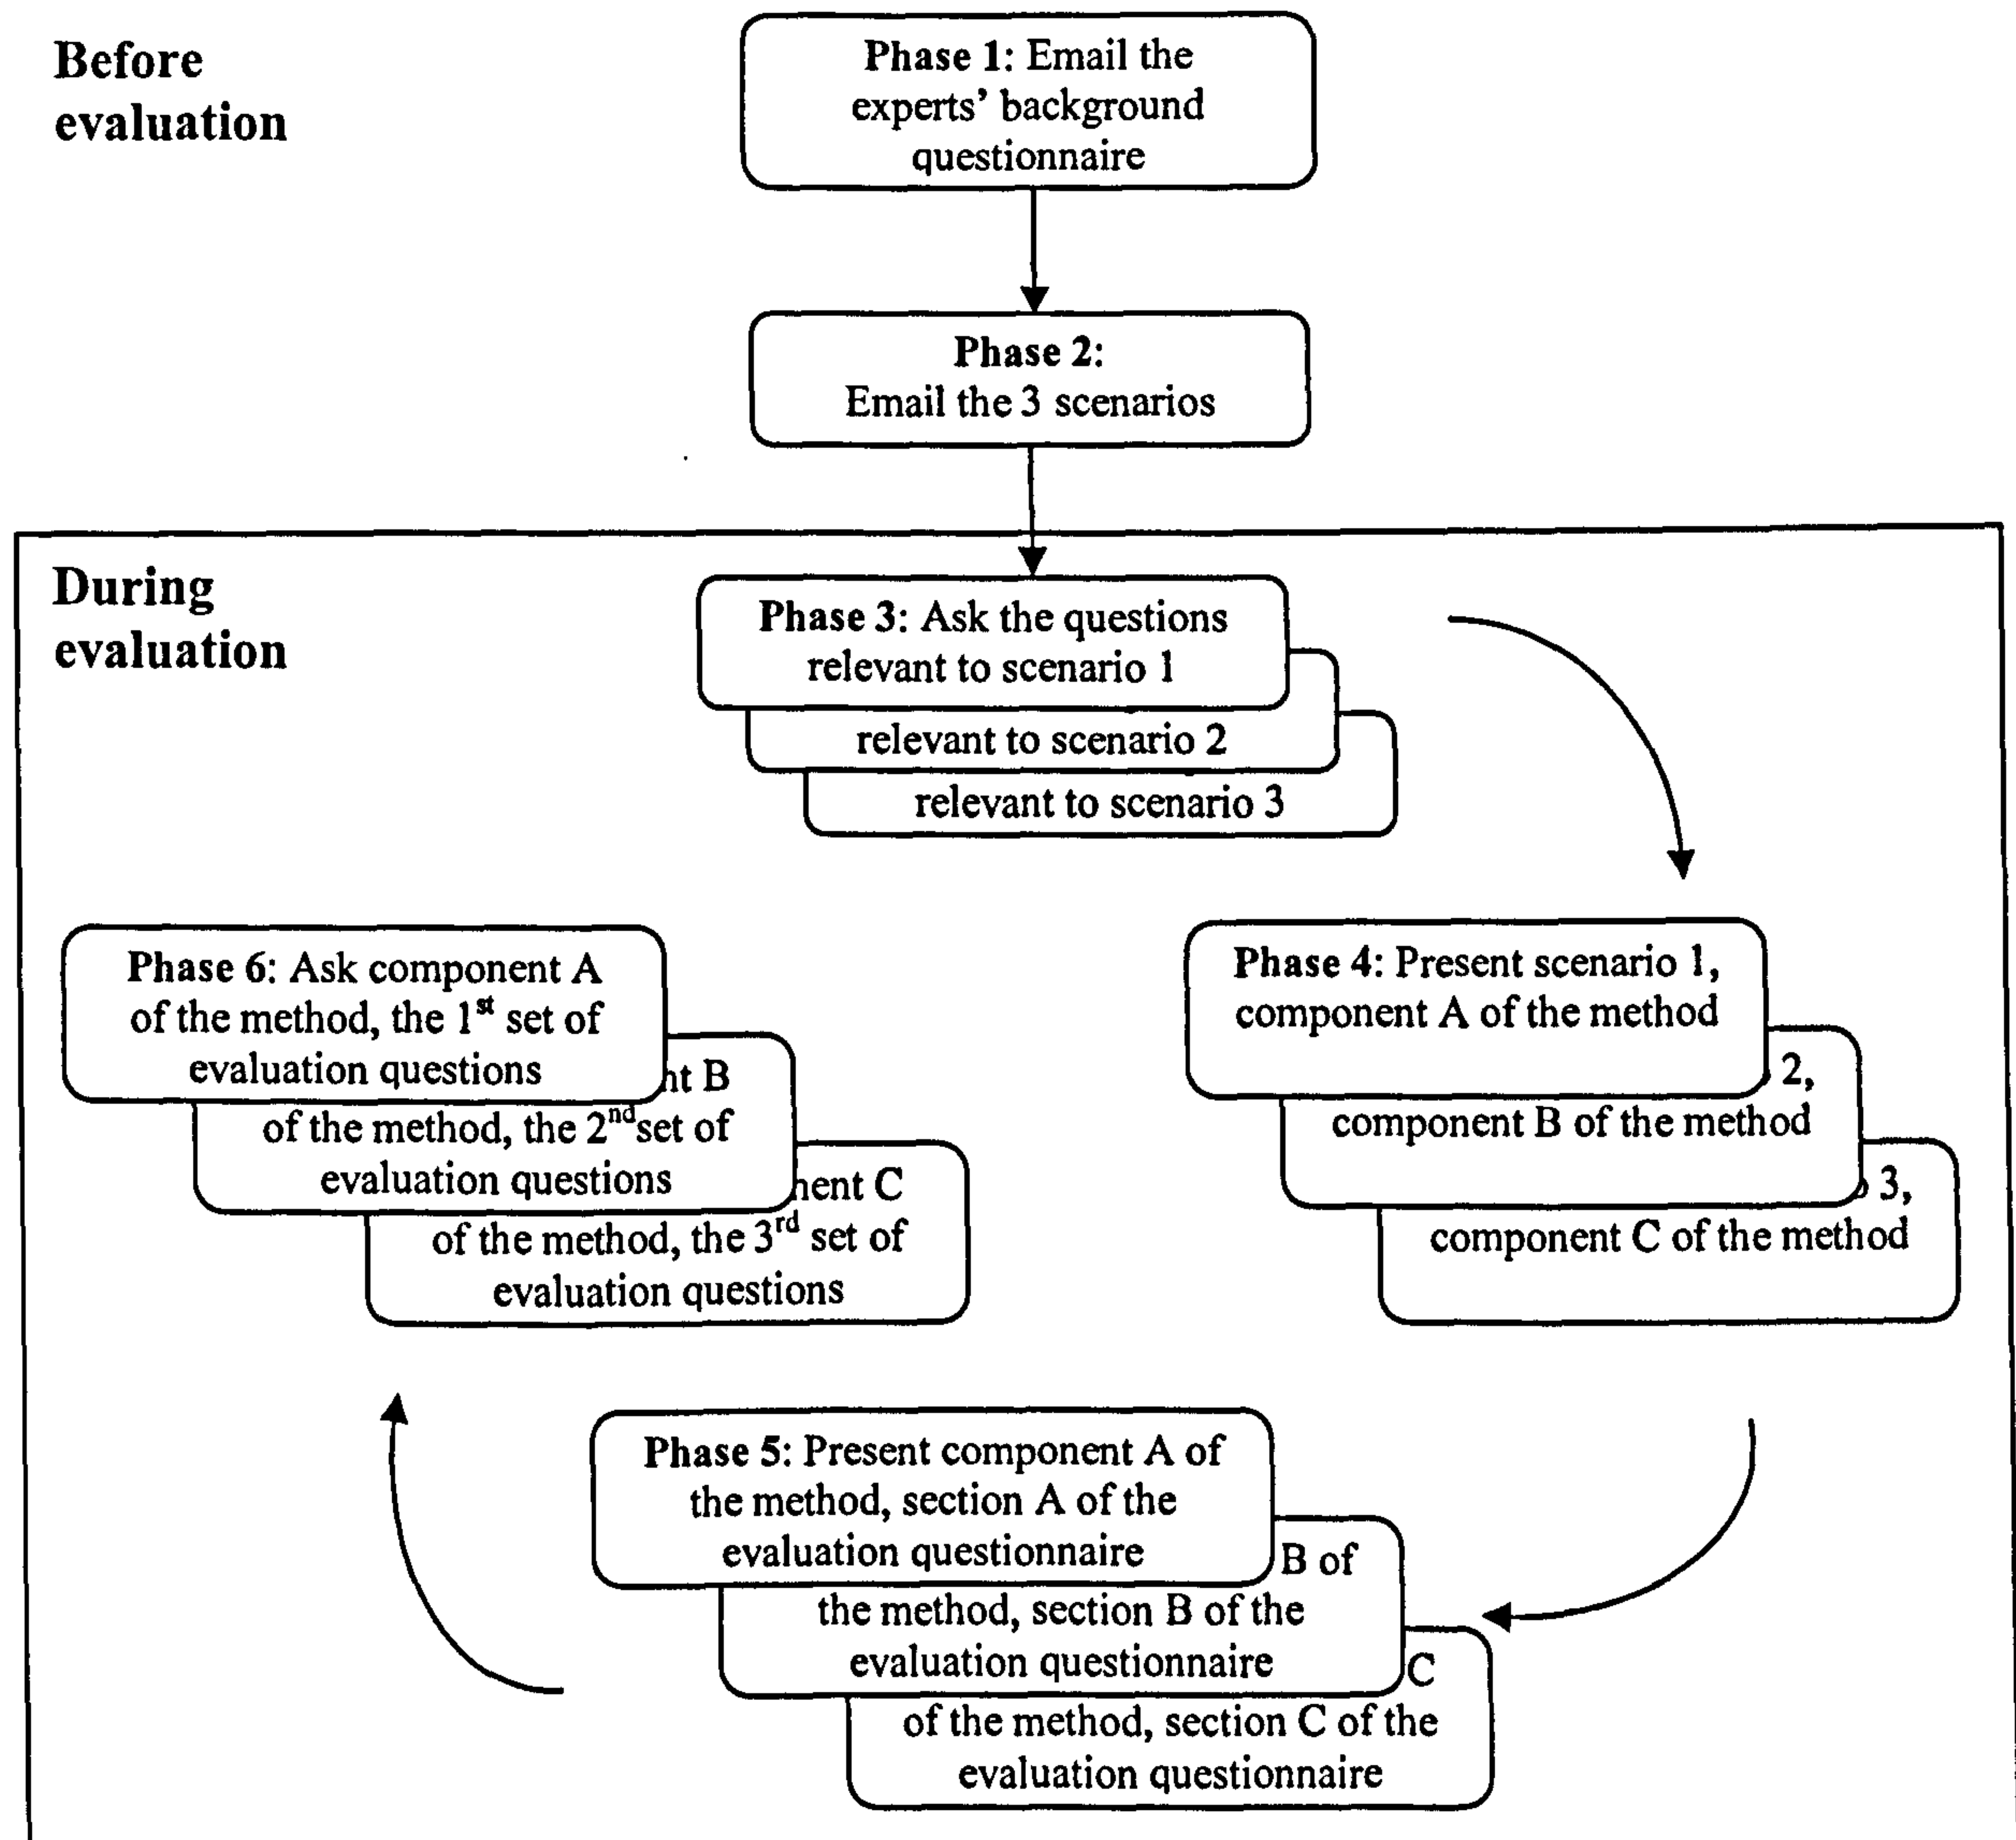 Before
evaluation
Phase 1: Email the
experts’ background
questionnaire
Phase 2:
Email the 3 scenarios
During
evaluation
Phase 3: Ask the questions
relevant to scenario 1
relevant to scenario 2
relevant to scenario 3
Phase 4: Present scenario 1,
component A of the method
2,
component B of the method
3,
component C of the method
Phase 5: Present component A of
the method, section A of the
evaluation questionnaire
B of
the method, section B of the
evaluation questionnaire
C
of the method, section C of the
evaluation questionnaire
Phase 6: Ask component A
of the method, the 1st set of
evaluation questions
nt B
of the method, the 2nd set of
evaluation questions
nent C
of the method, the 3rd set of
evaluation questions